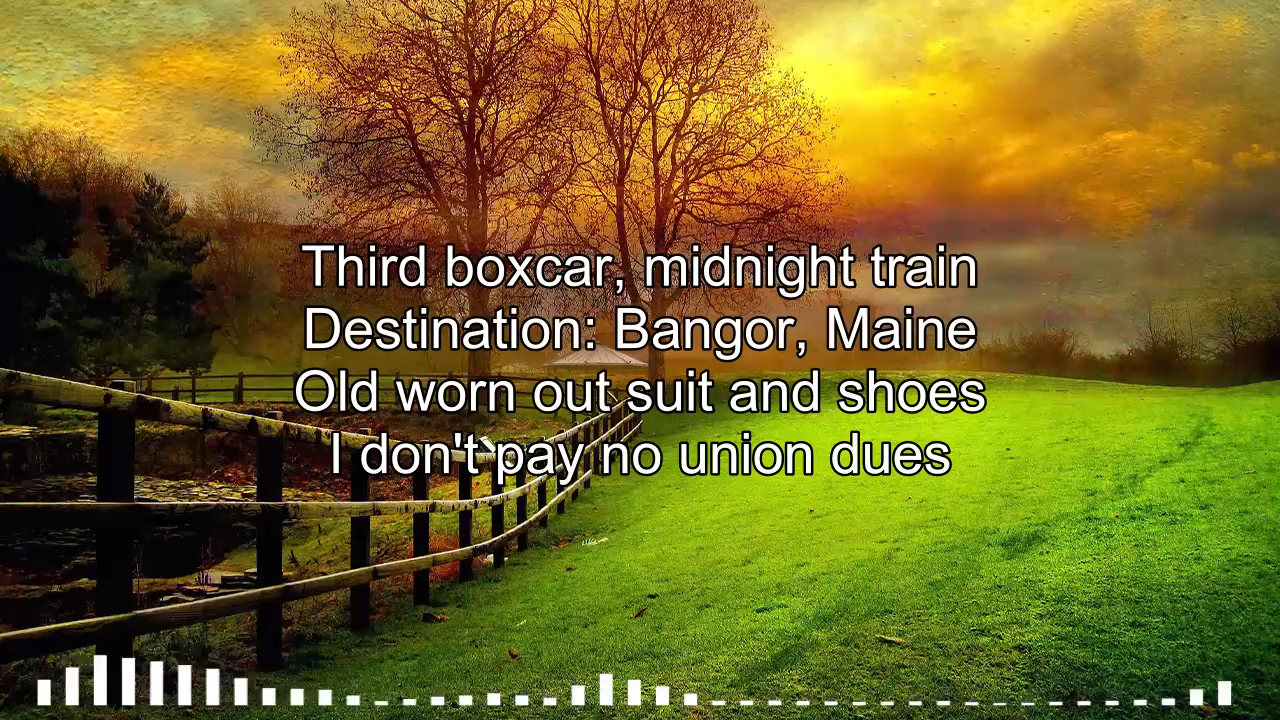 Third boxcar, midnight train
Destination: Bangor, Maine
Old worn out suit and shoes
I don't pay no union dues